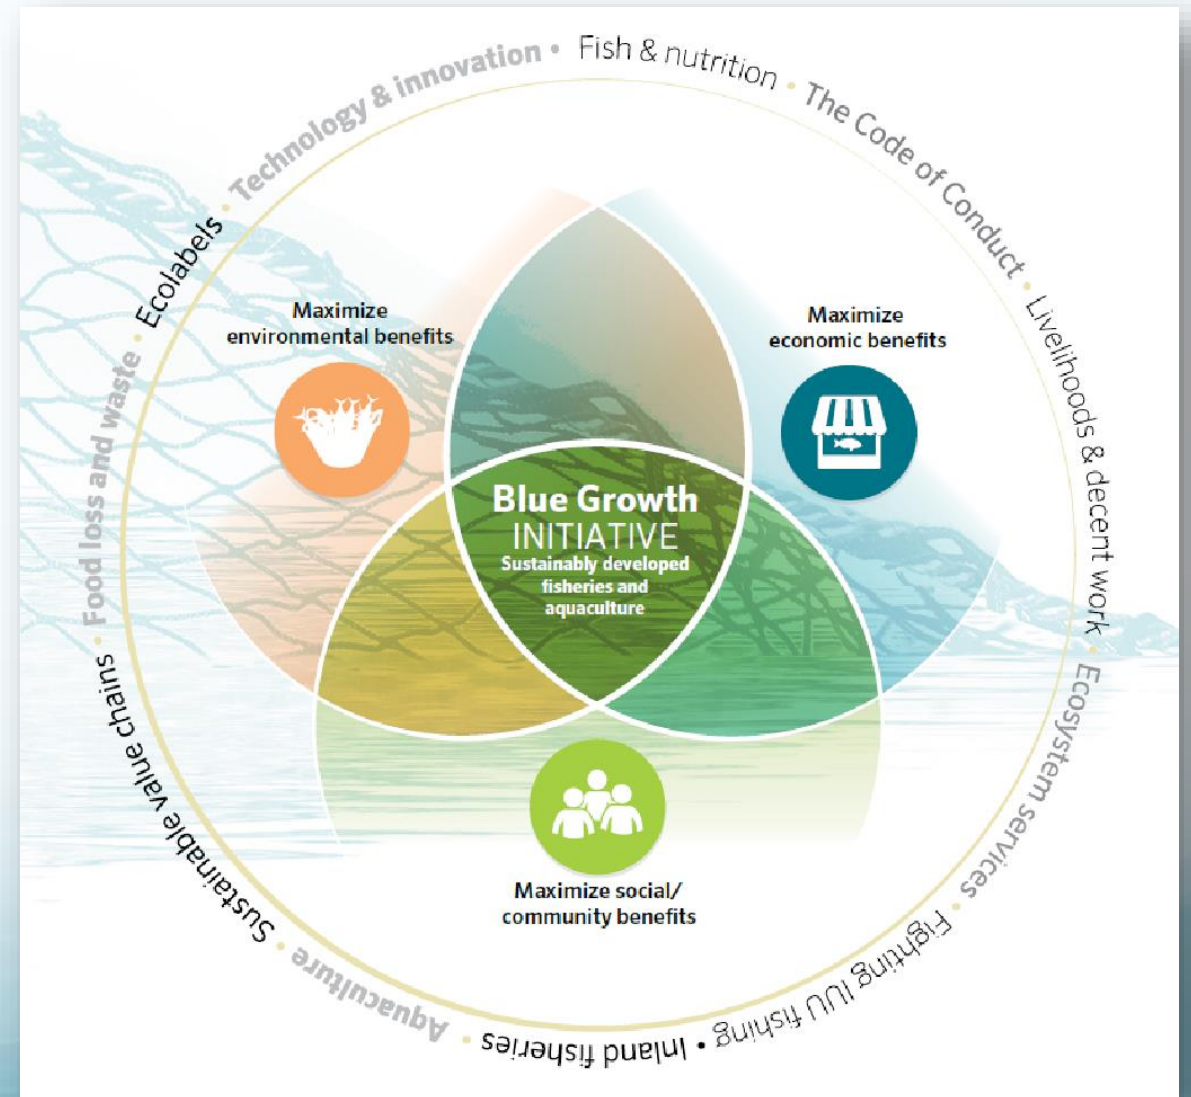 Fish & nutrition • The Code of Conduct • Livelihoods & decent work • Ecosystem services • Fighting IUU fishing • Inland fisheries • Aquaculture • Sustainable value chains • Food loss and waste • Ecolabels • Technology & innovation •
Maximize
environmental benefits
Maximize
economic benefits
Blue Growth
INITIATIVE
Sustainably developed
fisheries and
aquaculture
Maximize social/
community benefits